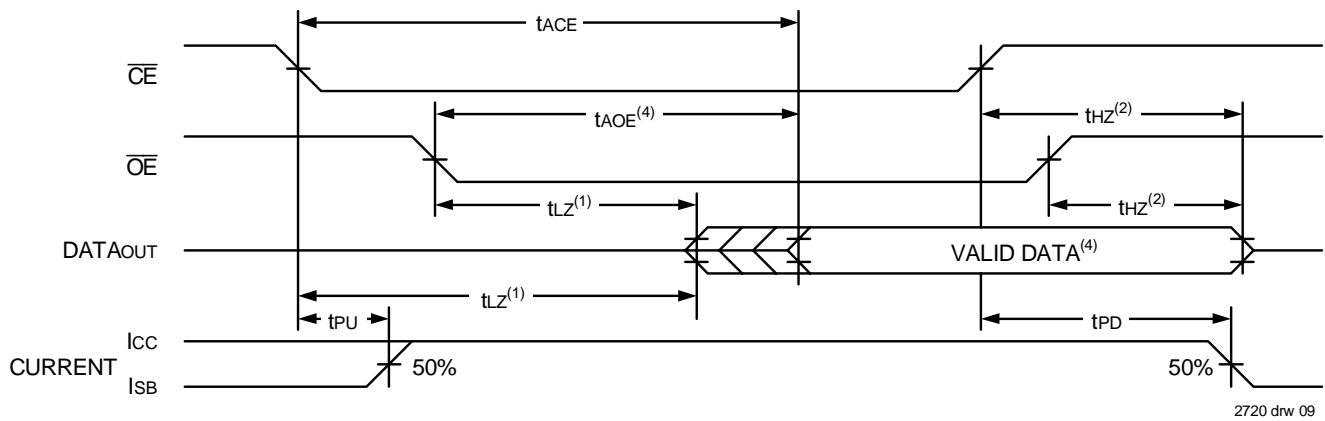 tACE
CE
tAOE(4)
tHZ(2)
OE
tLZ(1)
tHZ(2)
DATAOUT
VALID DATA(4)
tLZ(1)
tPU
tPD
ICC
CURRENT
50%
50%
ISB
2720 drw 09